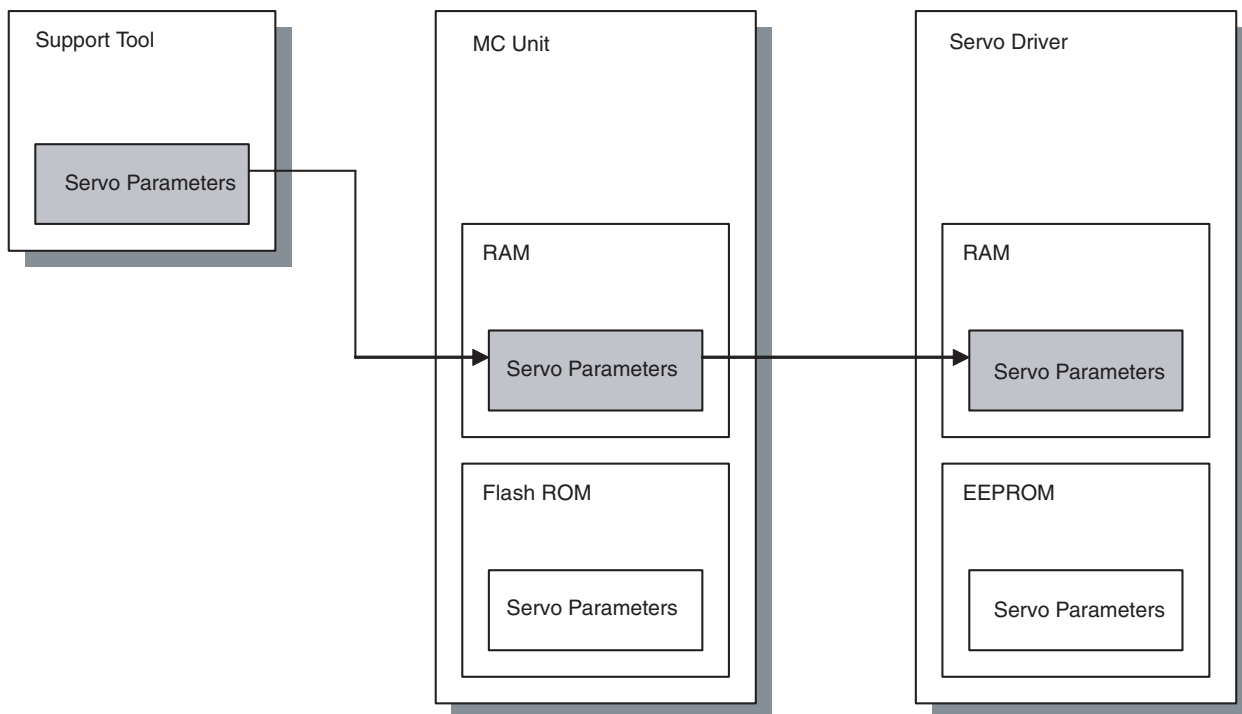 Support Tool
Servo Parameters
MC Unit
RAM
Servo Parameters
Flash ROM
Servo Parameters
Servo Driver
RAM
Servo Parameters
EEPROM
Servo Parameters